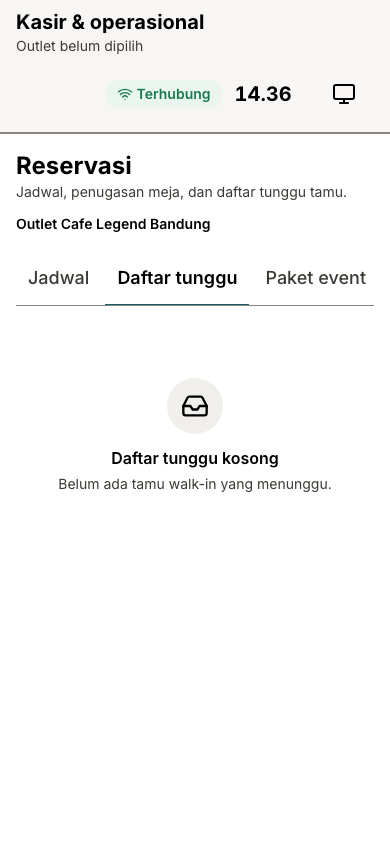 Kasir & operasional
Outlet belum dipilih
Terhubung 14.36
Reservasi
Jadwal, penugasan meja, dan daftar tunggu tamu.
Outlet Cafe Legend Bandung
Jadwal Daftar tunggu Paket event
Daftar tunggu kosong
Belum ada tamu walk-in yang menunggu.